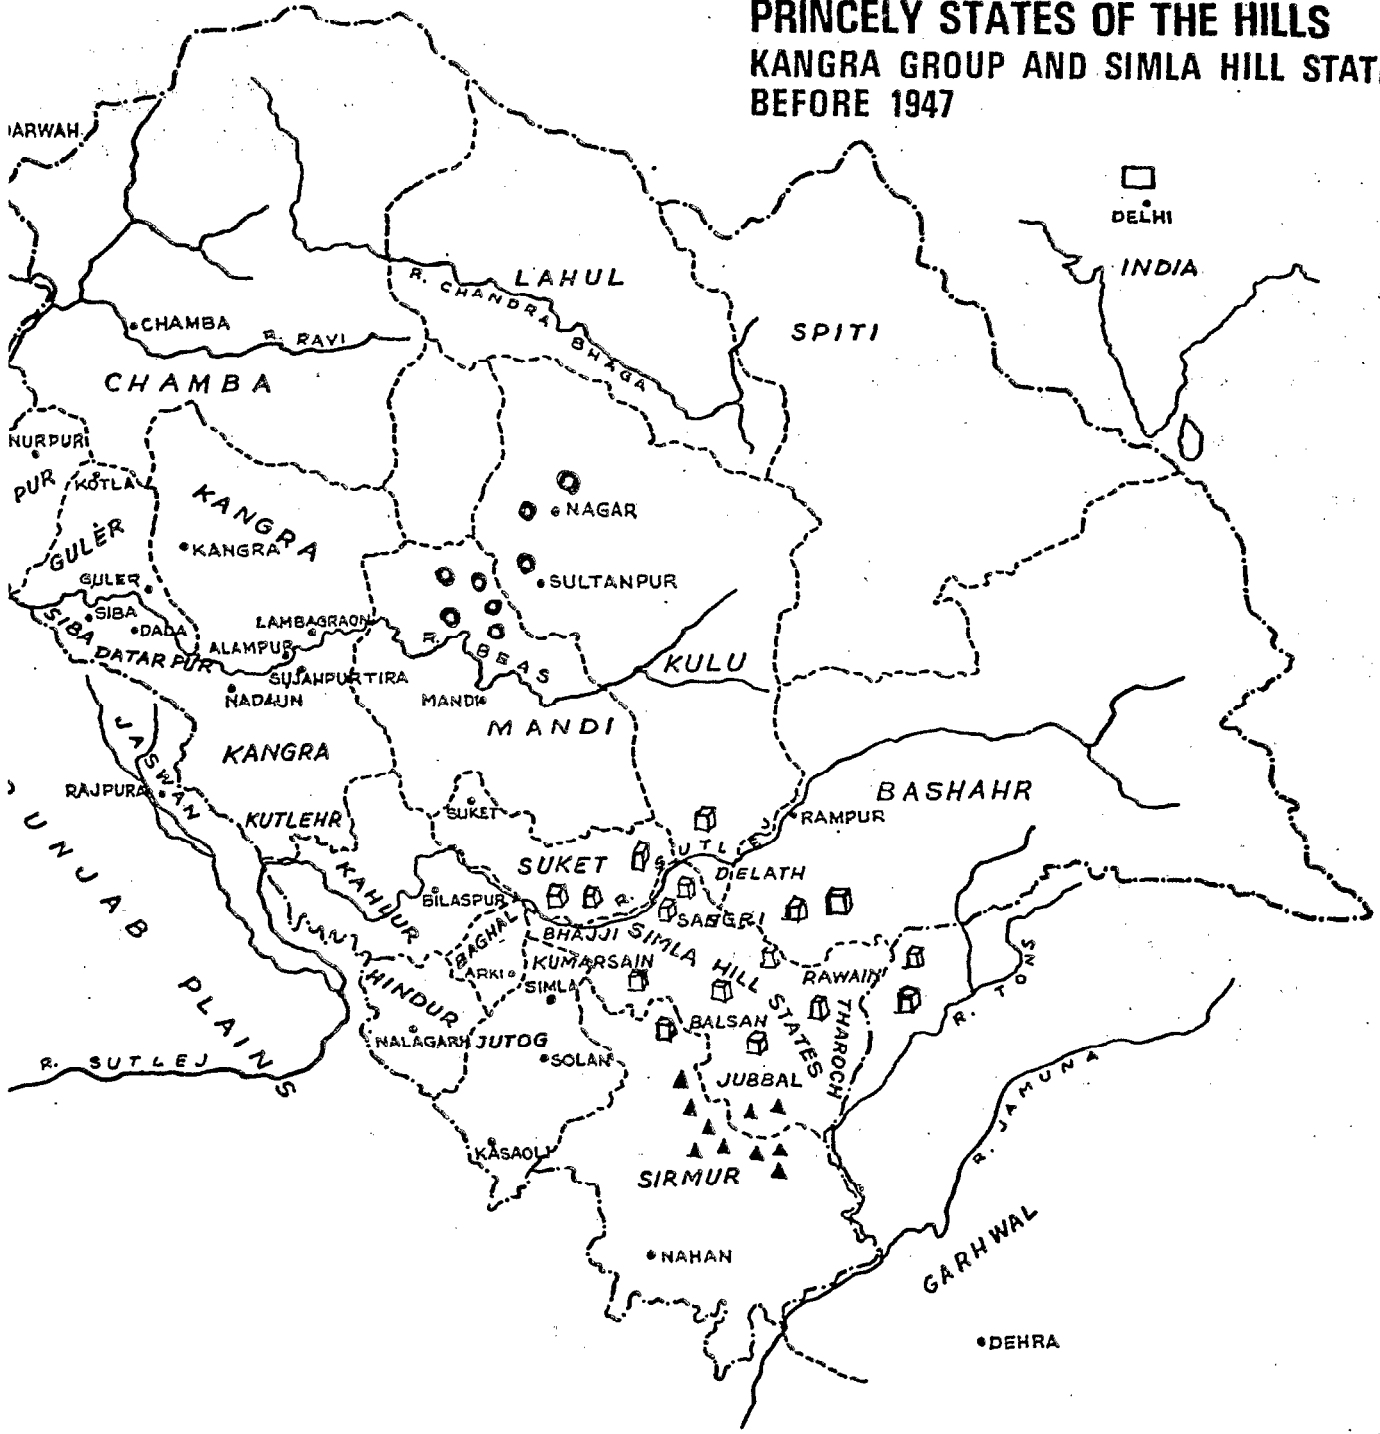 PRINCELY STATES OF THE HILLS
KANGRA GROUP AND SIMLA HILL STAT
BEFORE 1947
ARWAH
DELHI
INDIA
LAHUL
R. CHANDRA BHAGA
SPITI
CHAMBA
R. RAVI
CHAMBA
NURPUR
PUR
KOTLA
KANGRA
GULER
KANGRA
NAGAR
SULTANPUR
GULER
SIBA
SIBA
DADA
DATARPUR
LAMBAGRAON
ALAMPUR
SUJANPURTIRA
NADAUN
R. BEAS
MANDI
MANDI
KULU
JASWAN
RAJPURA
KANGRA
KUTLEHR
SUKET
SUKET
BASHAHR
RAMPUR
R. SUTLEJ
DELATH
KAHLUR
BILASPUR
BAGHAL
ARKI
BHAJJI
SANGRI
SIMLA HILL STATES
KUMARSAIN
SIMLA
RAWAIN
THAROCH
HINDUR
NALAGARH
JUTOG
SOLAN
BALSAN
JUBBAL
R. TONS
R. JAMUNA
PUNJAB PLAINS
R. SUTLEJ
KASAOLI
SIRMUR
NAHAN
GARHWAL
DEHRA